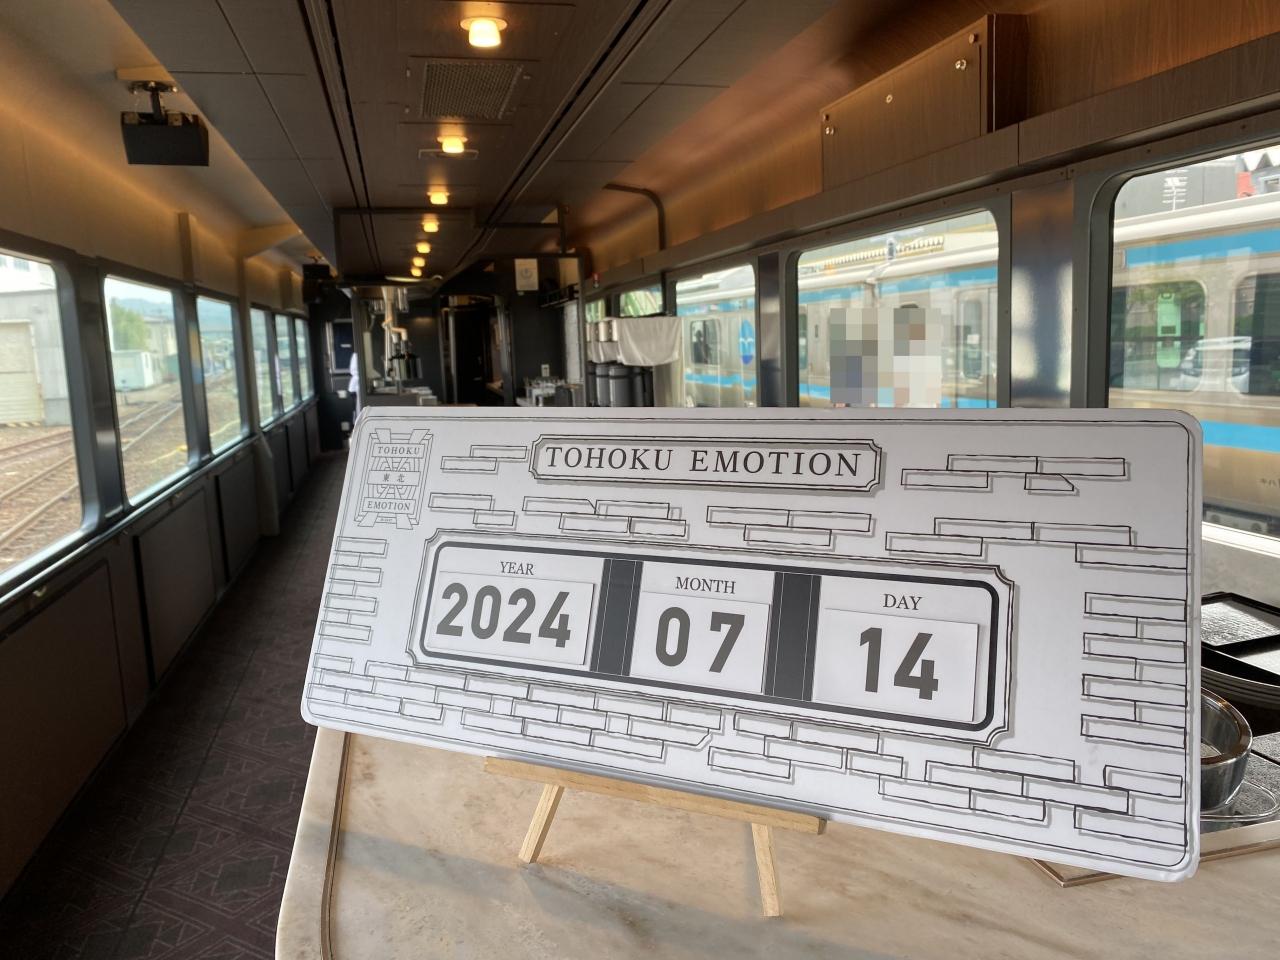 TOHOKU
東北
EMOTION
TOHOKU EMOTION
YEAR
2024
MONTH
07
DAY
14